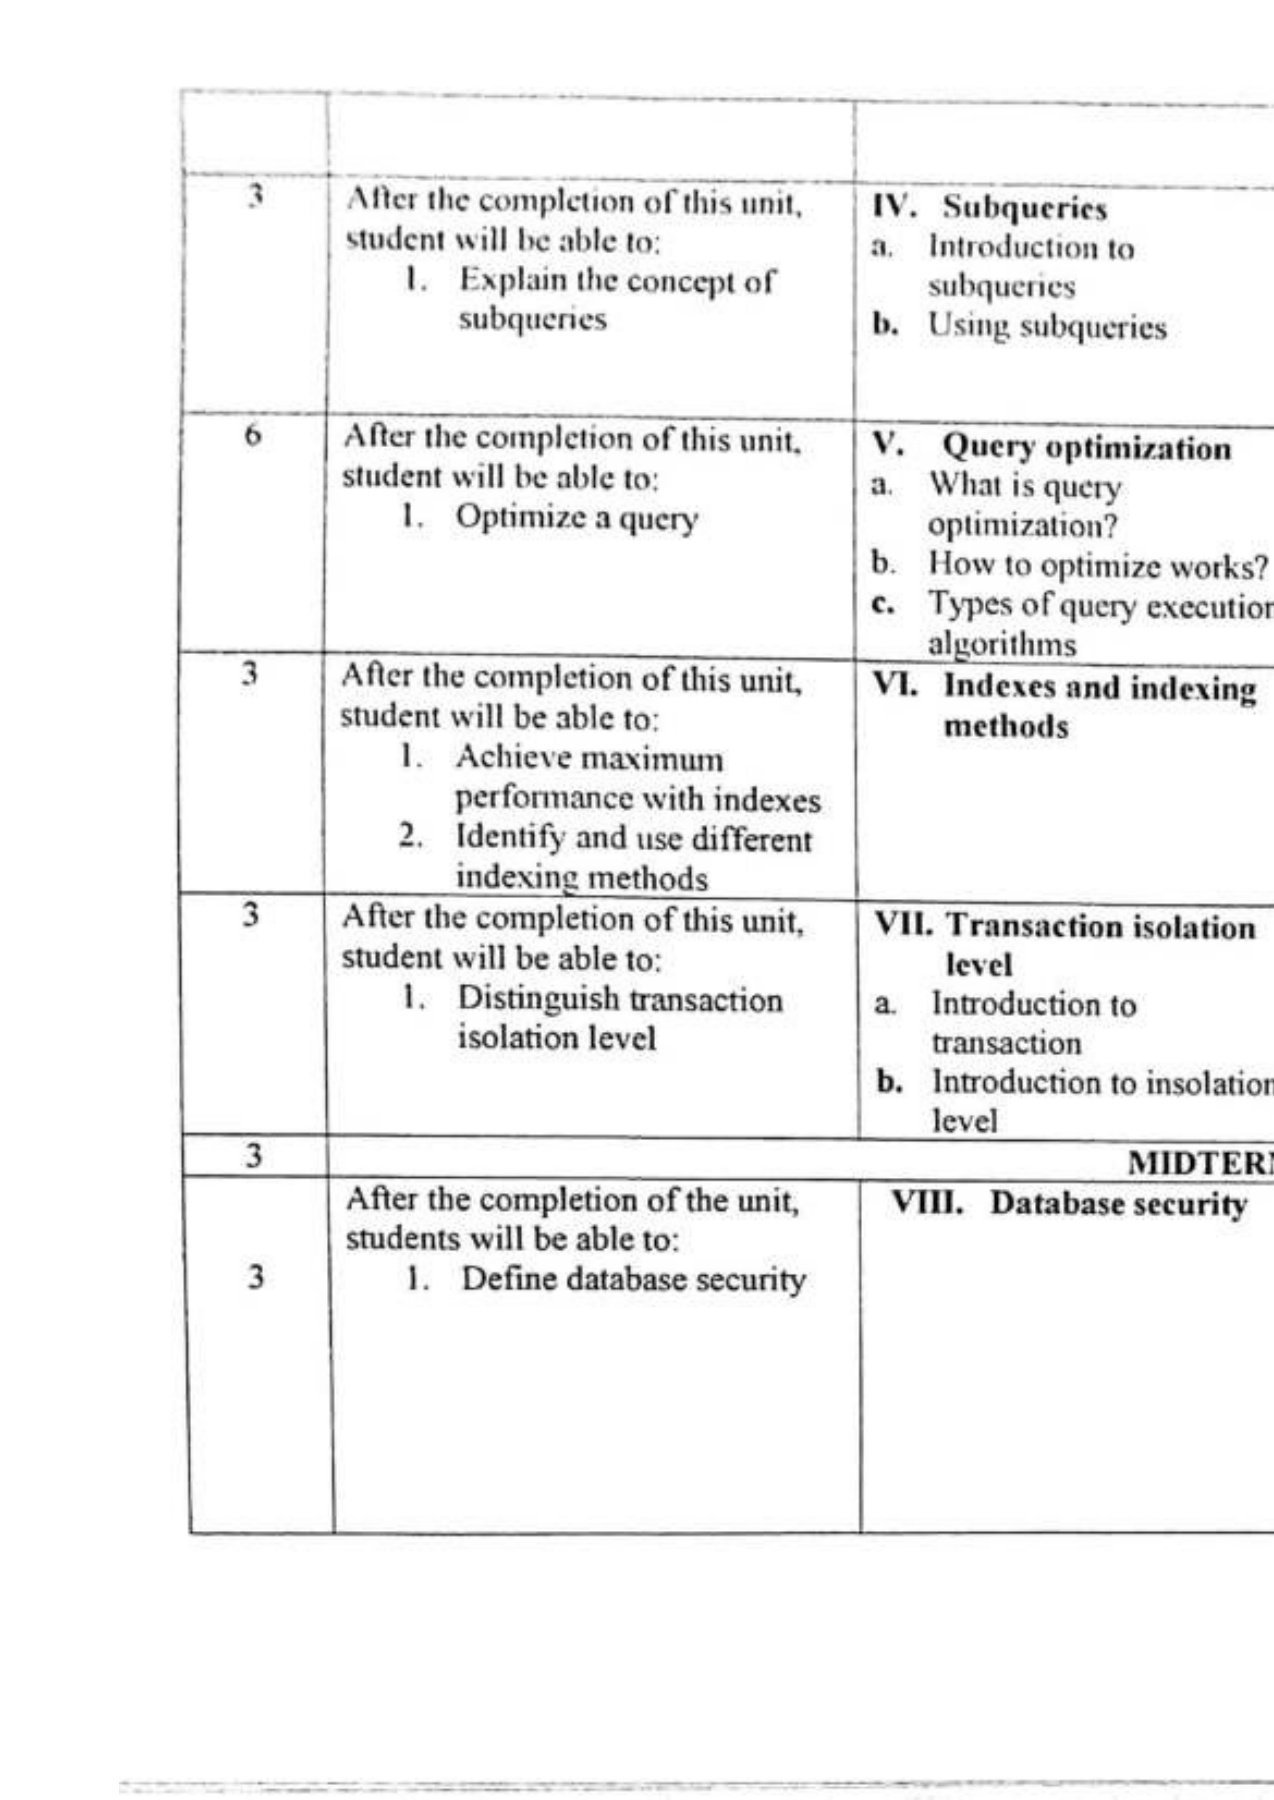 3
After the completion of this unit,
student will be able to:
1. Explain the concept of
subqueries
IV. Subqueries
a. Introduction to
subqueries
b. Using subqueries
6
After the completion of this unit,
student will be able to:
1. Optimize a query
V. Query optimization
a. What is query
optimization?
b. How to optimize works?
c. Types of query execution
algorithms
3
After the completion of this unit,
student will be able to:
1. Achieve maximum
performance with indexes
2. Identify and use different
indexing methods
VI. Indexes and indexing
methods
3
After the completion of this unit,
student will be able to:
1. Distinguish transaction
isolation level
VII. Transaction isolation
level
a. Introduction to
transaction
b. Introduction to insolation
level
3
MIDTER
3
After the completion of the unit,
students will be able to:
1. Define database security
VIII. Database security